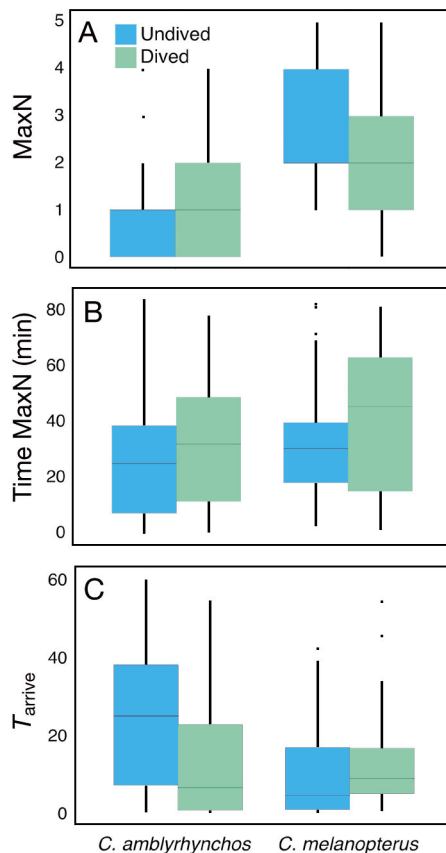 A
Undived
Dived
MaxN
5
4
3
2
1
0
B
Time MaxN (min)
80
60
40
20
0
C
Tarrive
60
40
20
0
C. amblyrhynchos C. melanopterus